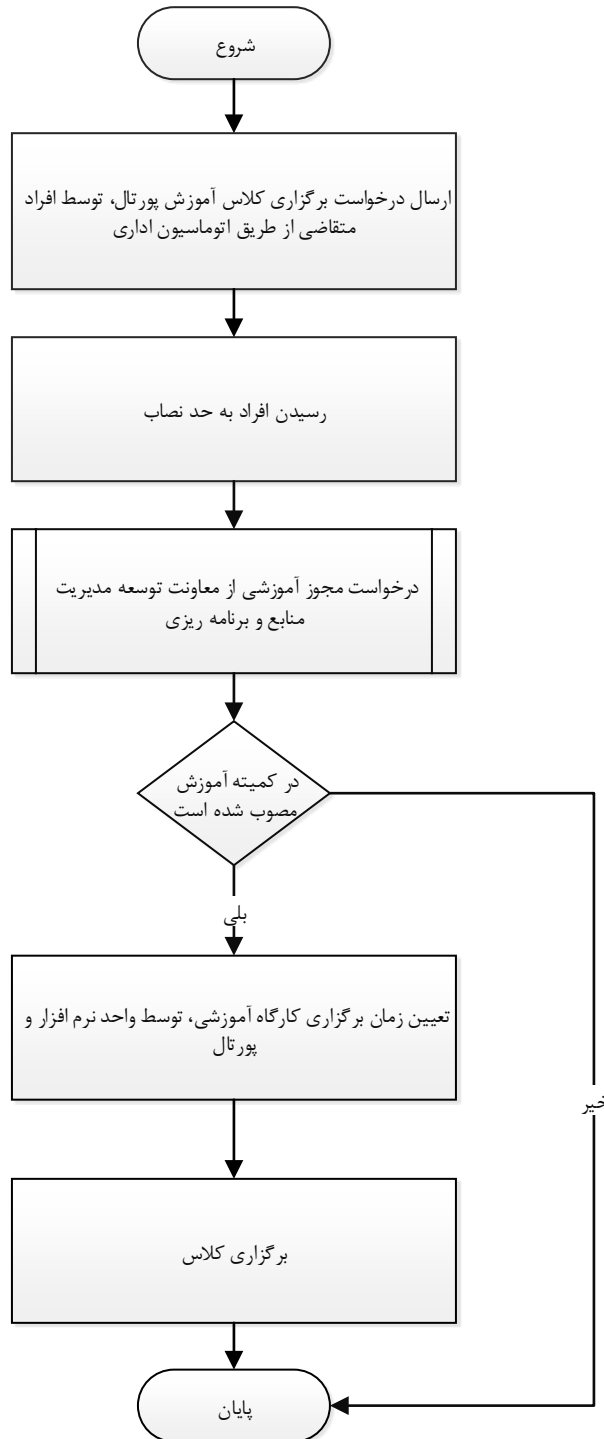 شروع
ارسال درخواست برگزاری کلاس آموزش پورتال، توسط افراد
متقاضی از طریق اتوماسیون اداری
رسیدن افراد به حد نصاب
درخواست مجوز آموزشی از معاونت توسعه مدیریت
منابع و برنامه ریزی
در کمیته آموزش
مصوب شده است
بلی
تعیین زمان برگزاری کارگاه آموزشی، توسط واحد نرم افزار و
پورتال
خیر
برگزاری کلاس
پایان